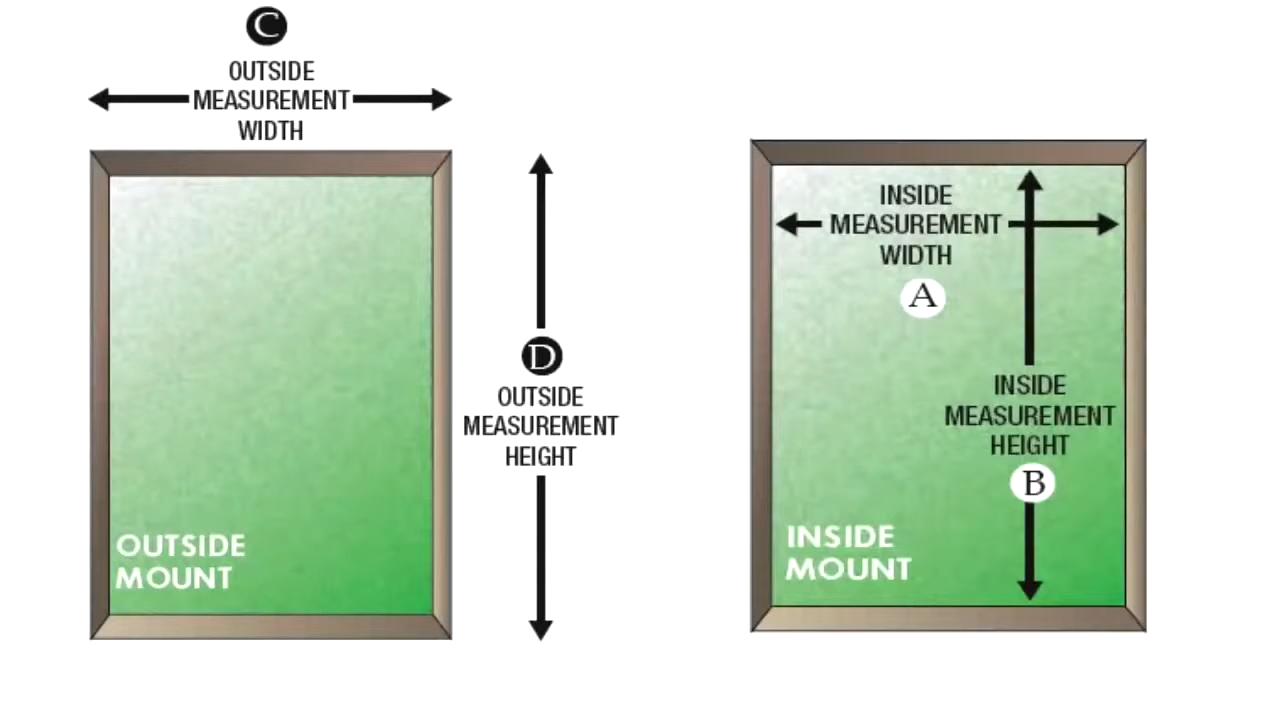 C
OUTSIDE
MEASUREMENT
WIDTH
D
OUTSIDE
MEASUREMENT
HEIGHT
OUTSIDE
MOUNT
INSIDE
MEASUREMENT
WIDTH
A
INSIDE
MEASUREMENT
HEIGHT
B
INSIDE
MOUNT